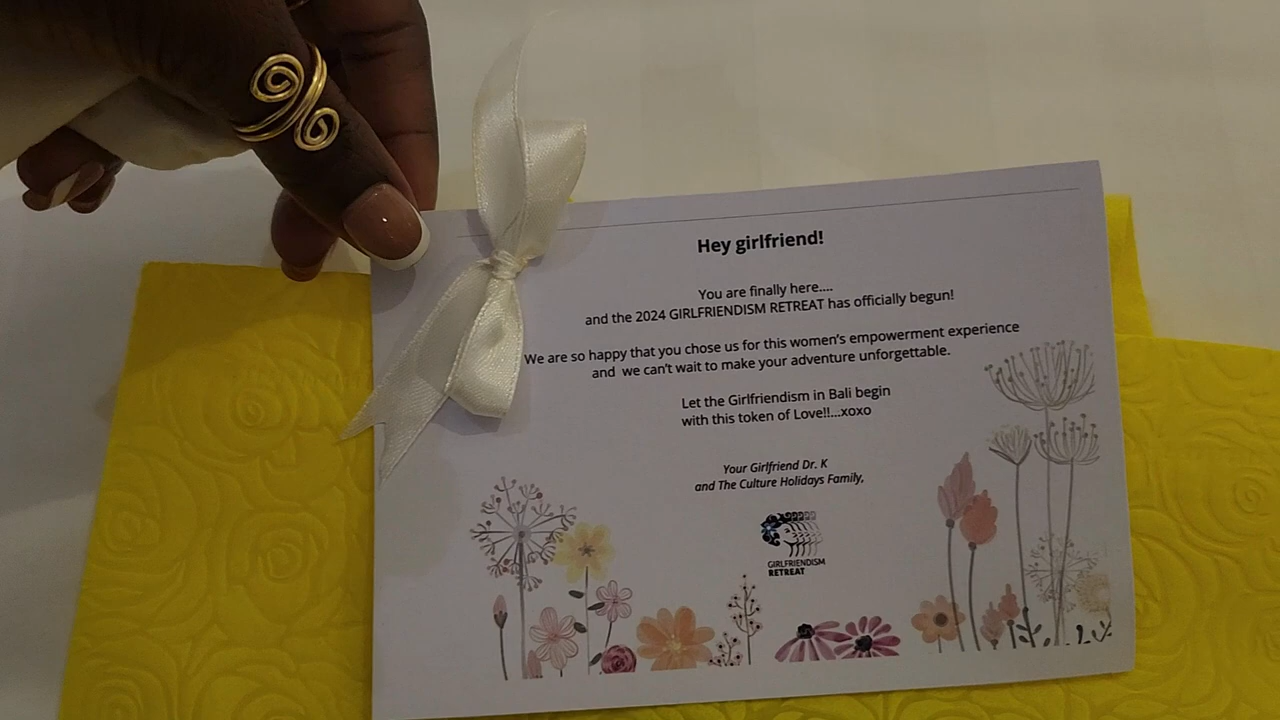 Hey girlfriend!
You are finally here....
and the 2024 GIRLFRIENDISM RETREAT has officially begun!
We are so happy that you chose us for this women's empowerment experience
and we can't wait to make your adventure unforgettable.
Let the Girlfriendism in Bali begin
with this token of Love!!...xoxo
Your Girlfriend Dr. K
and The Culture Holidays Family,
GIRLFRIENDISM
RETREAT